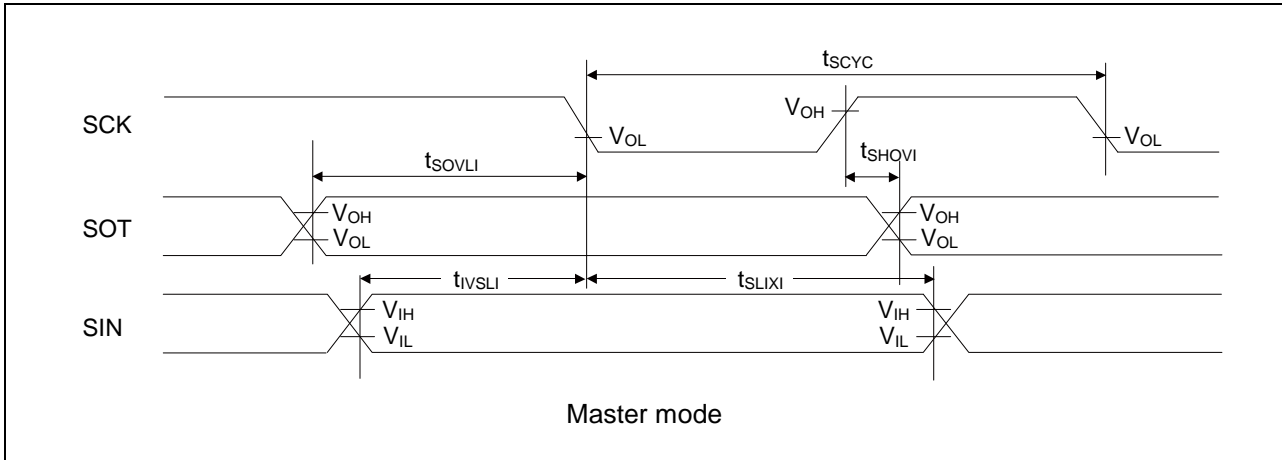 tSCYC
SCK
VOH
VOL
VOL
tSHOVI
tSOVLI
SOT
VOH
VOL
VOH
VOL
tIVSLI
tSLIXI
SIN
VIH
VIL
VIH
VIL
Master mode